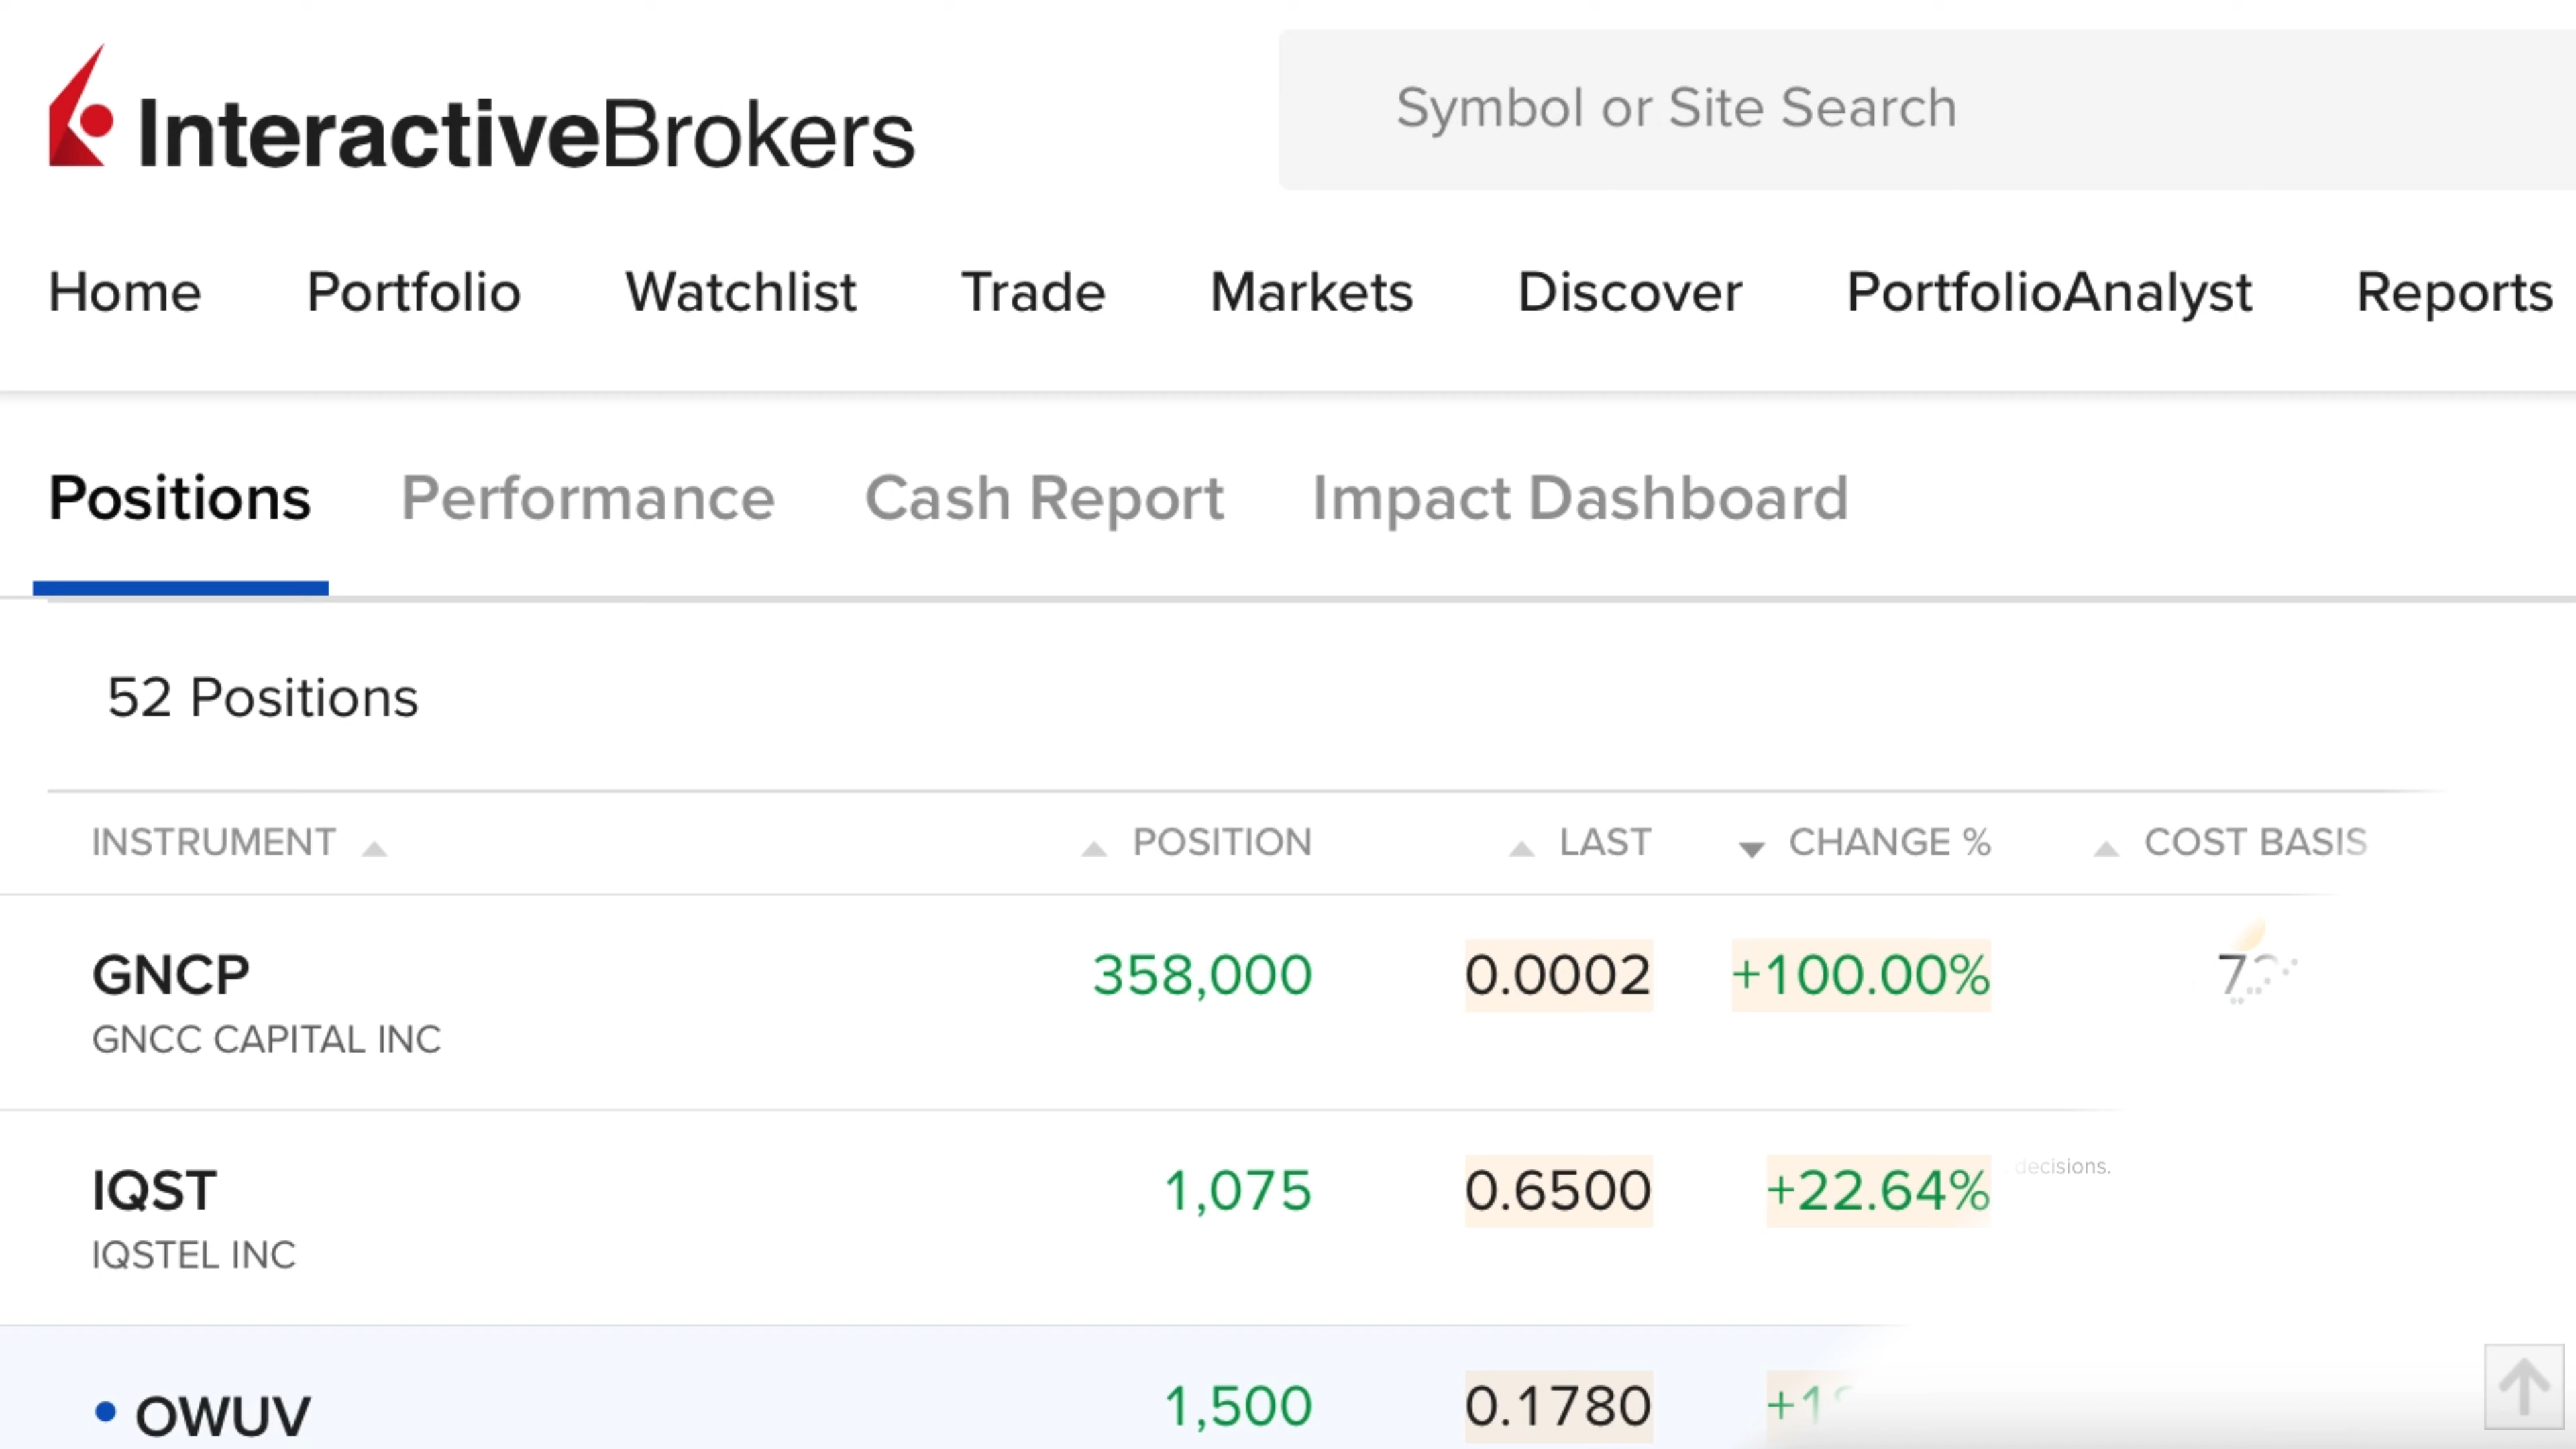 InteractiveBrokers
Symbol or Site Search
Home Portfolio Watchlist Trade Markets Discover PortfolioAnalyst Reports
Positions Performance Cash Report Impact Dashboard
52 Positions
INSTRUMENT POSITION LAST CHANGE % COST BASIS
GNCP 358,000 0.0002 +100.00%
GNCC CAPITAL INC
IQST 1,075 0.6500 +22.64% decisions.
IQSTEL INC
OWUV 1,500 0.1780